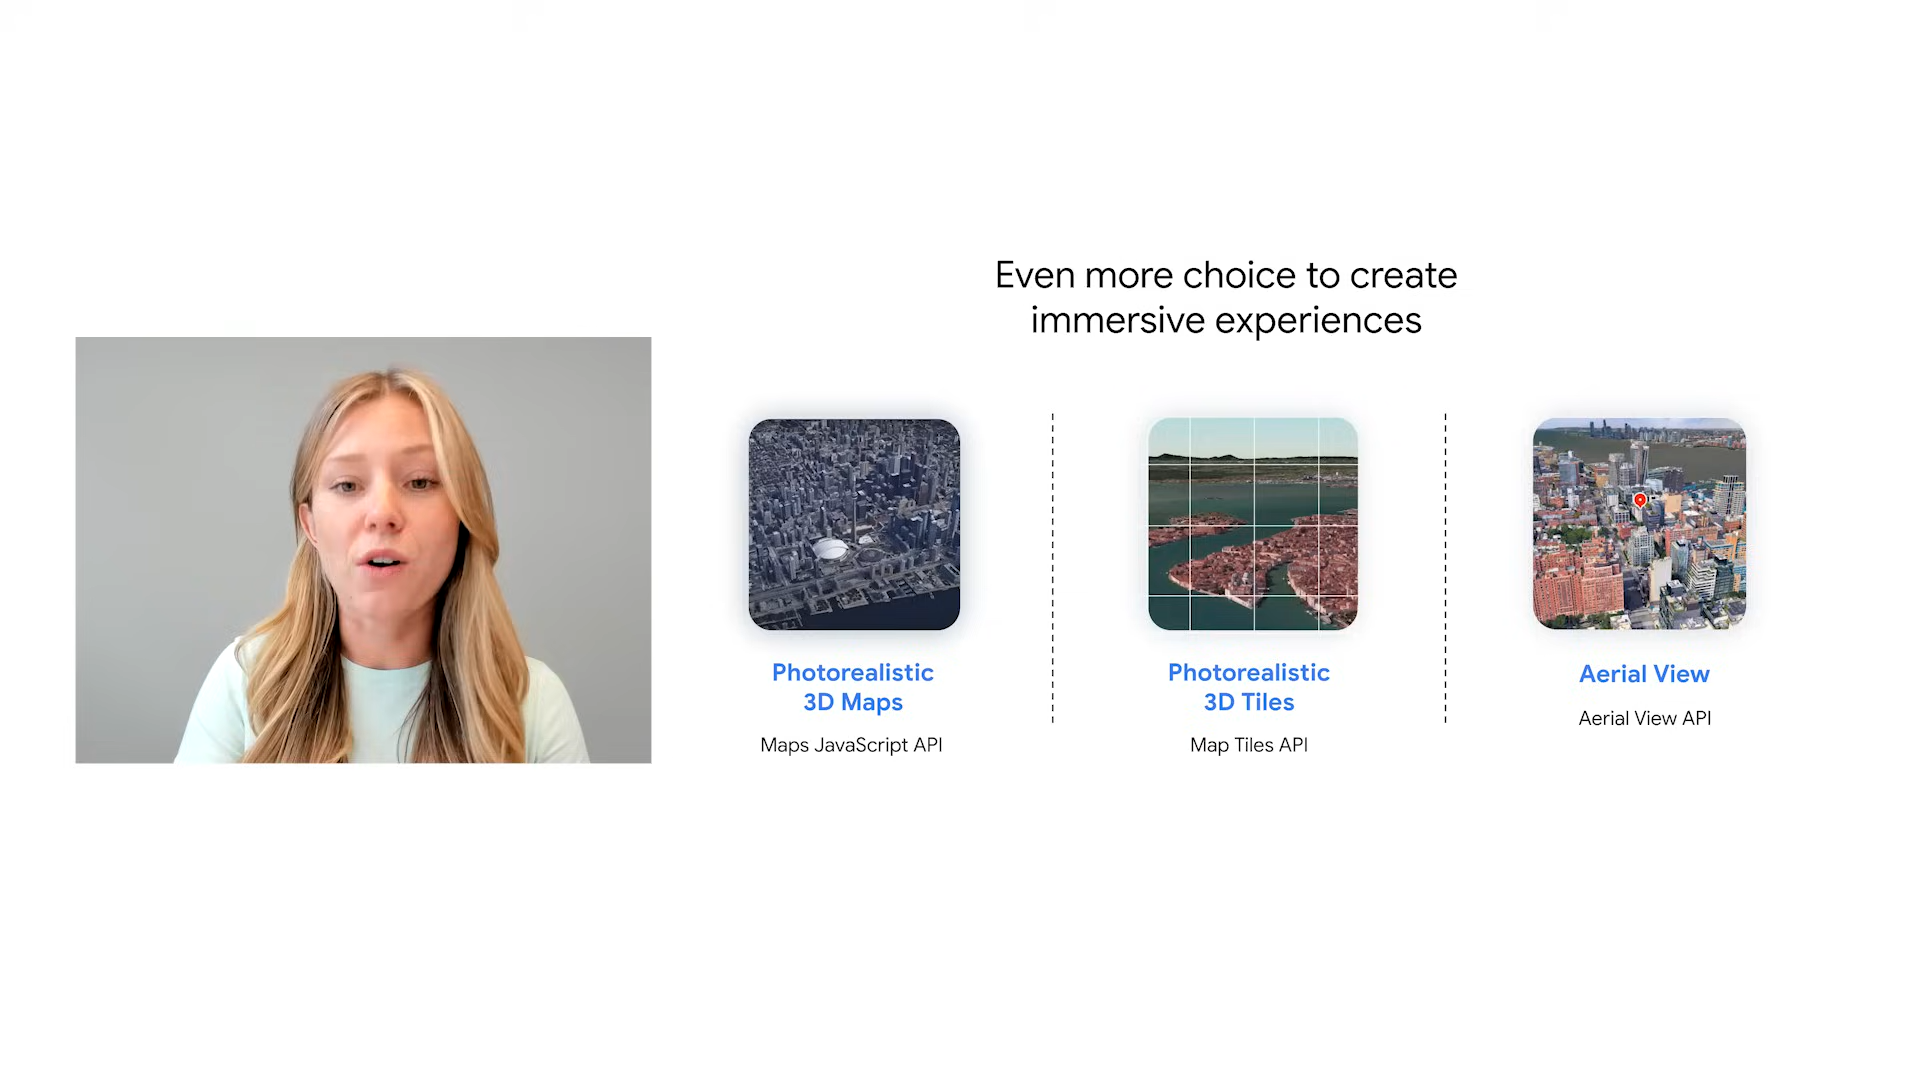 Even more choice to create
immersive experiences
Photorealistic
3D Maps
Maps JavaScript API
Photorealistic
3D Tiles
Map Tiles API
Aerial View
Aerial View API